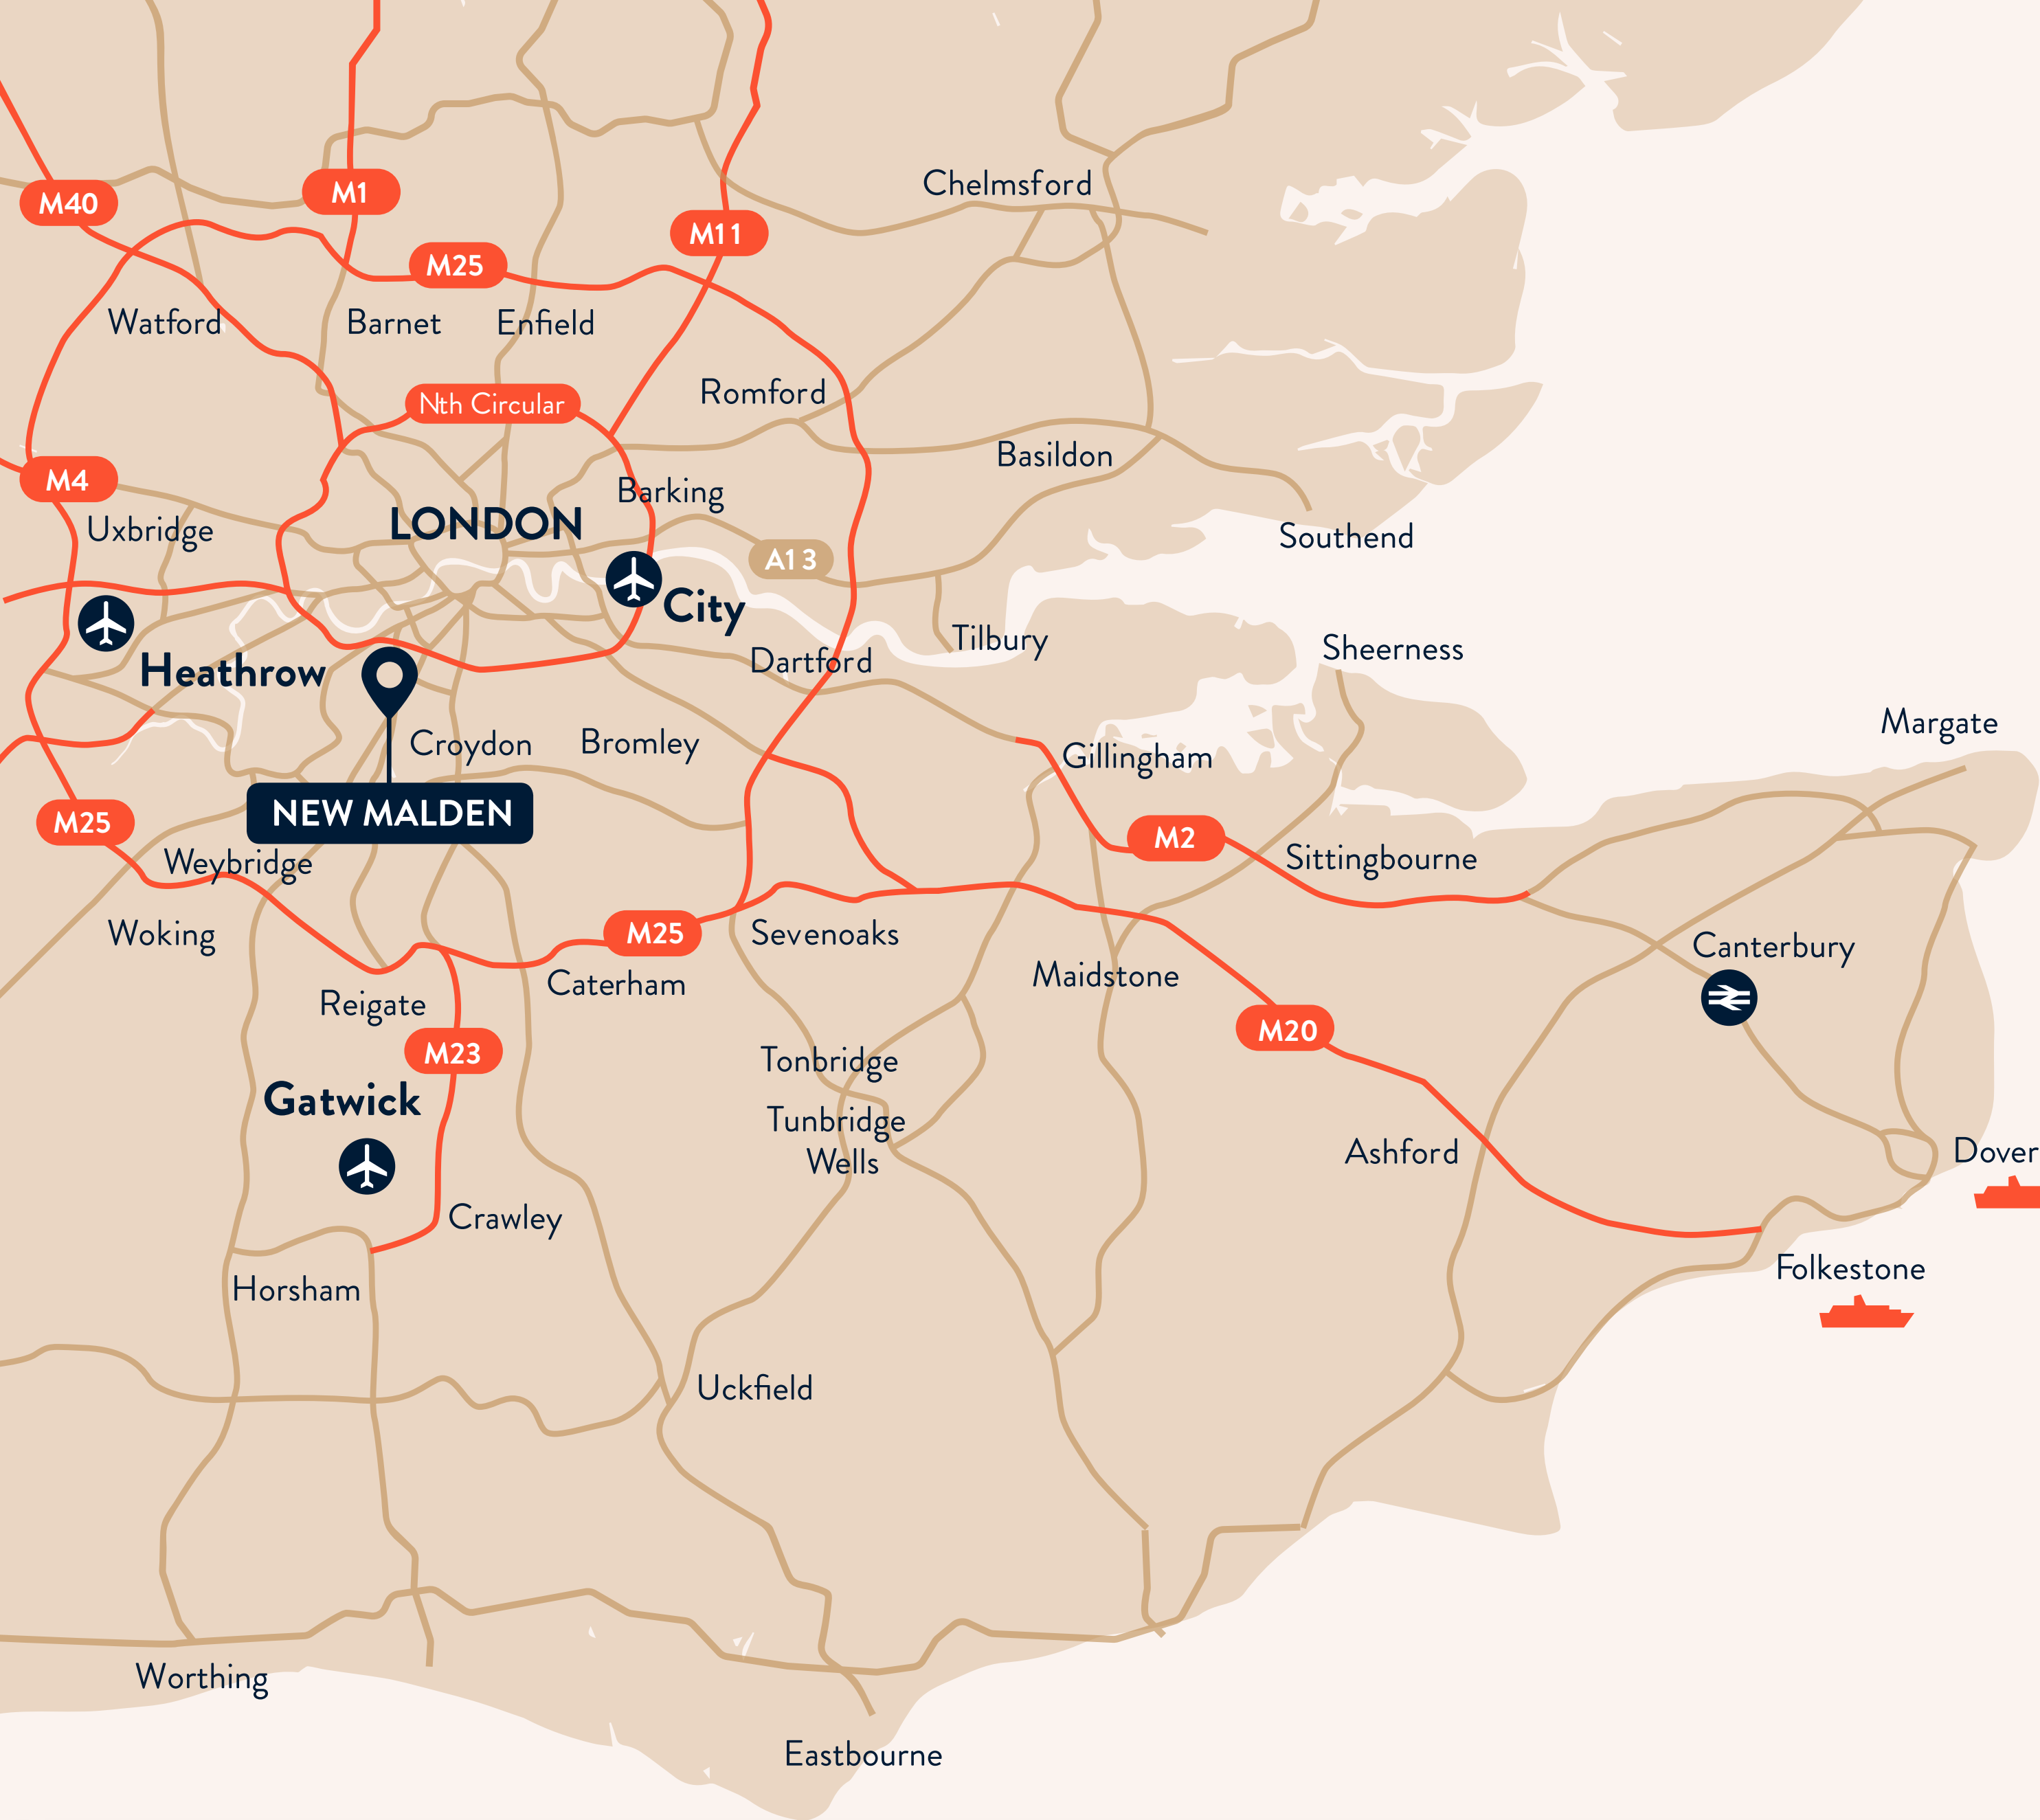 Chelmsford
M1
M40
M11
M25
Watford
Barnet
Enfield
Romford
Nth Circular
Basildon
M4
Barking
LONDON
Uxbridge
Southend
A13
City
Tilbury
Sheerness
Dartford
Heathrow
Margate
Croydon
Bromley
Gillingham
NEW MALDEN
M25
M2
Sittingbourne
Weybridge
Woking
M25
Sevenoaks
Canterbury
Maidstone
Caterham
Reigate
M20
M23
Tonbridge
Gatwick
Tunbridge
Wells
Ashford
Dover
Crawley
Folkestone
Horsham
Uckfield
Worthing
Eastbourne